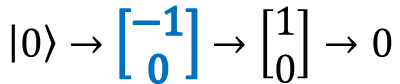 |0⟩ → [−1 0] → [1 0] → 0